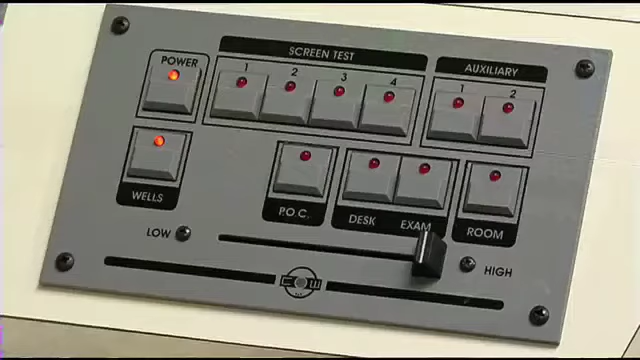 POWER
SCREEN TEST
1 2 3 4
AUXILIARY
1 2
WELLS
P.O.C.
DESK EXAM
ROOM
LOW
HIGH